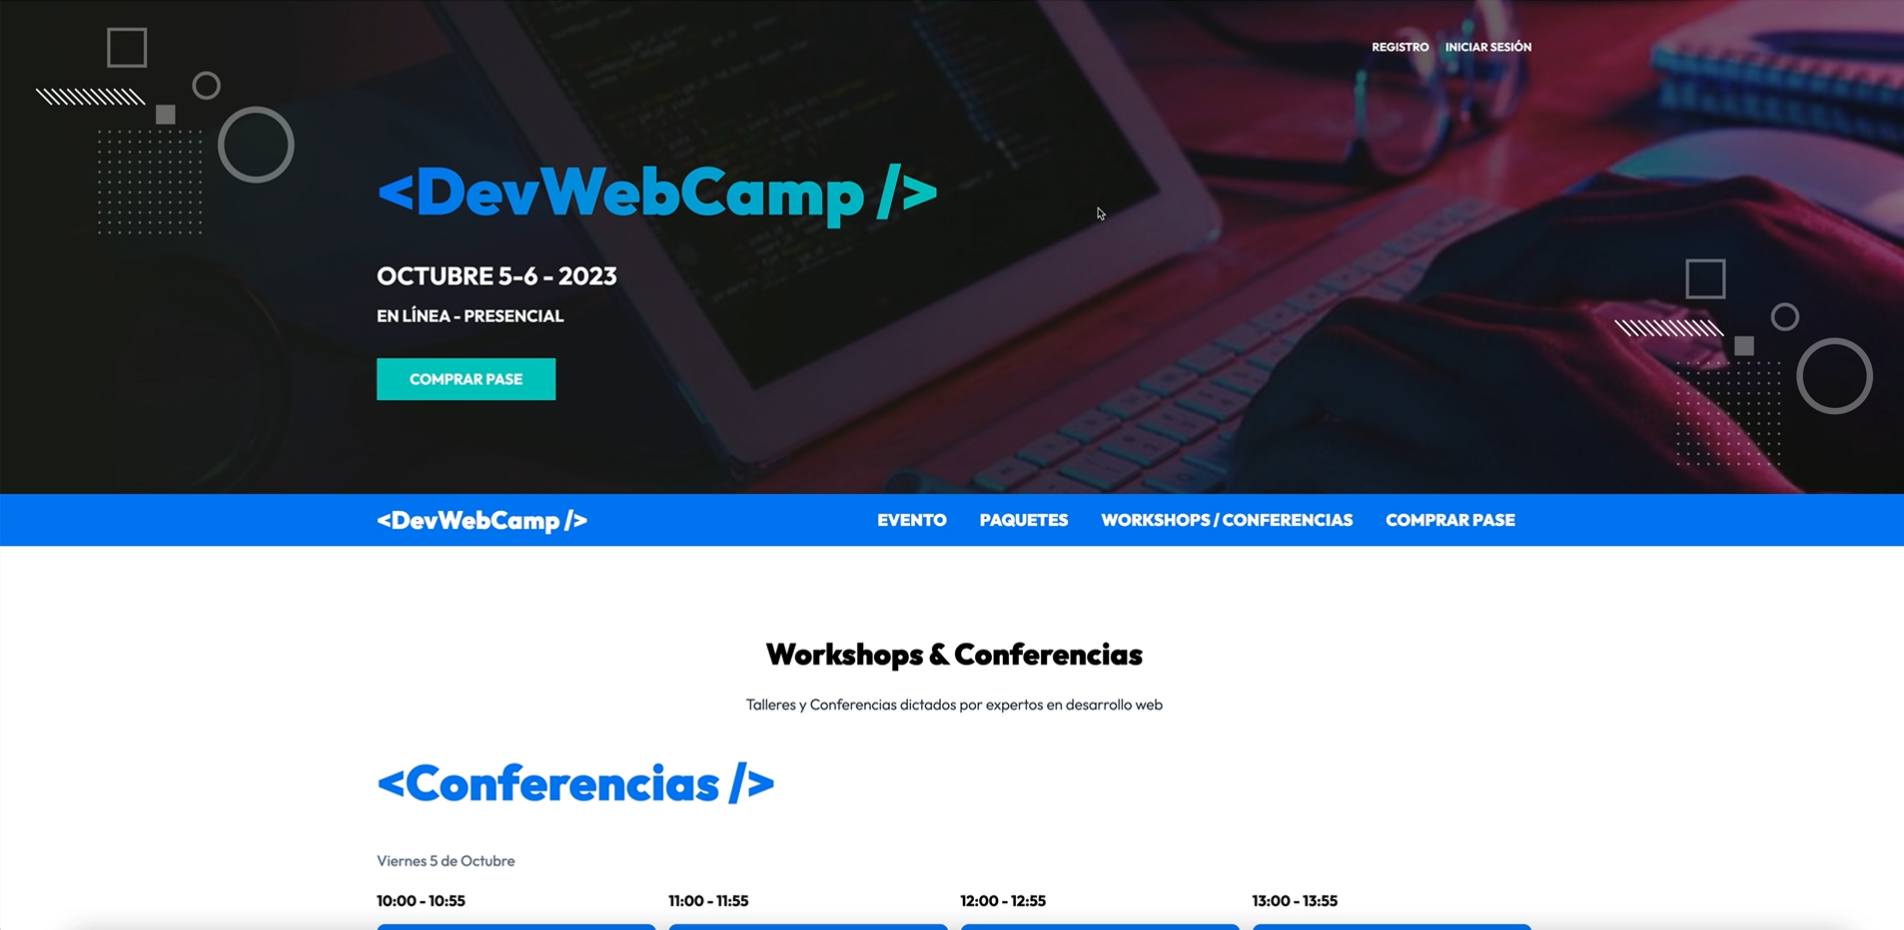 REGISTRO INICIAR SESIÓN
<DevWebCamp />
OCTUBRE 5-6 - 2023
EN LÍNEA - PRESENCIAL
COMPRAR PASE
<DevWebCamp /> EVENTO PAQUETES WORKSHOPS / CONFERENCIAS COMPRAR PASE
Workshops & Conferencias
Talleres y Conferencias dictados por expertos en desarrollo web
<Conferencias />
Viernes 5 de Octubre
10:00 - 10:55 11:00 - 11:55 12:00 - 12:55 13:00 - 13:55